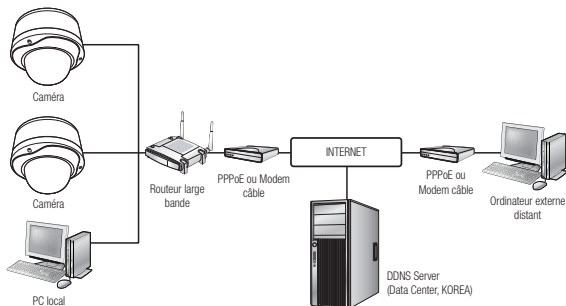 Caméra
Caméra
PC local
Routeur large
bande
PPPoE ou Modem
câble
INTERNET
DDNS Server
(Data Center, KOREA)
PPPoE ou
Modem câble
Ordinateur externe
distant